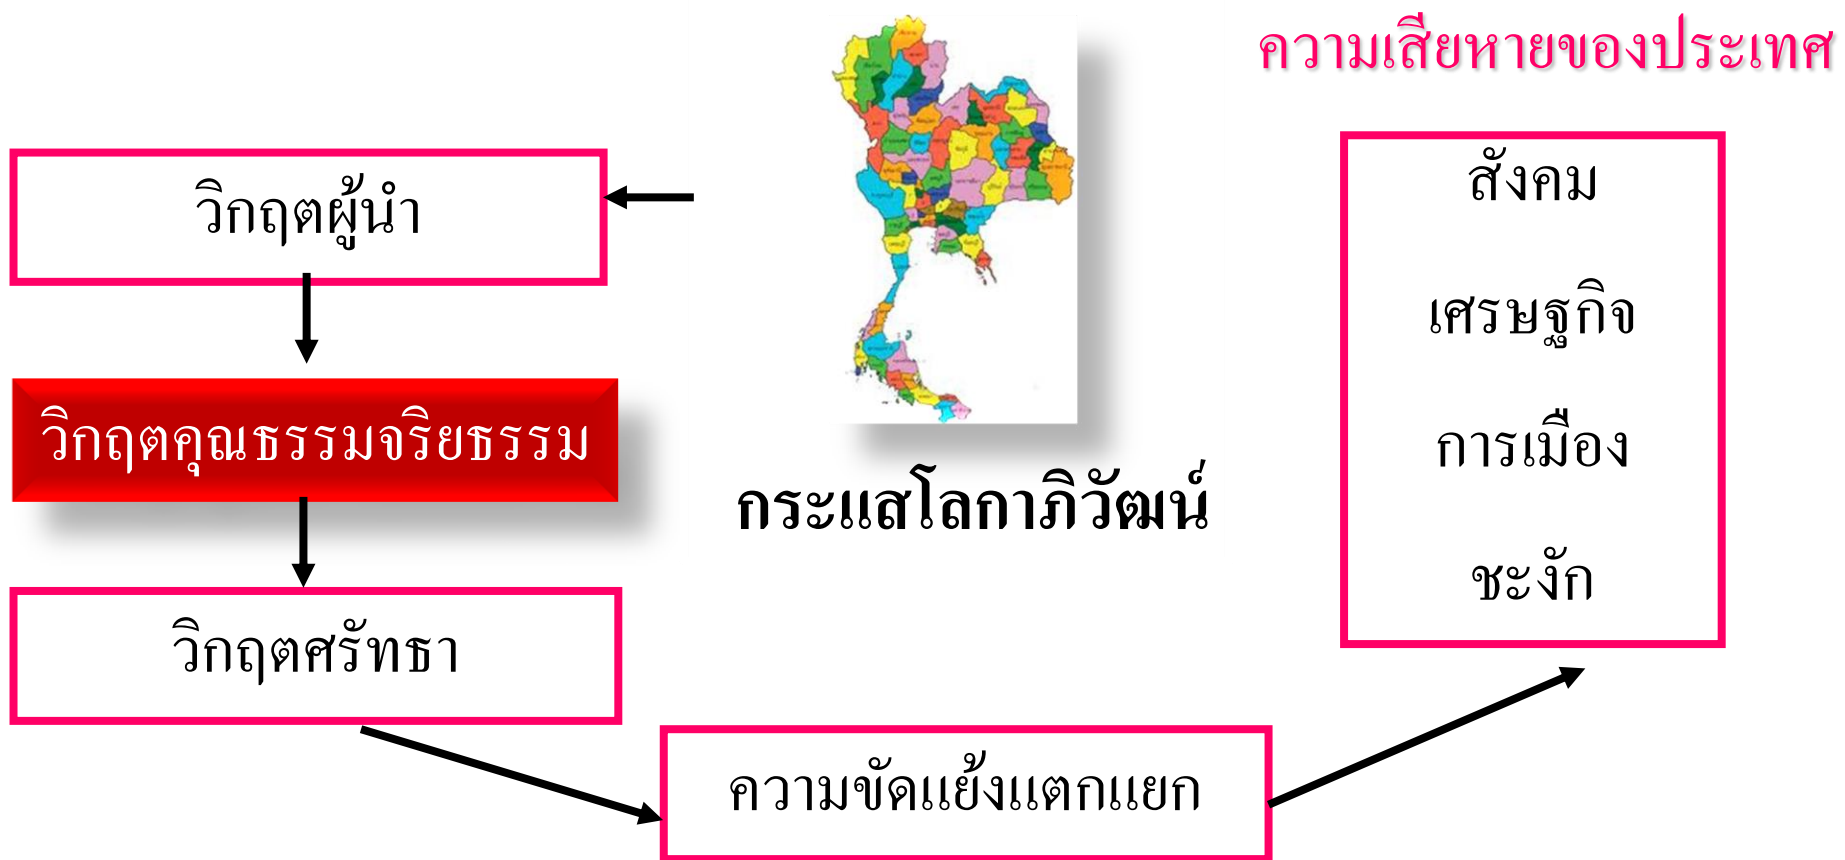 ความเสียหายของประเทศ
วิกฤตผู้นำ
วิกฤตคุณธรรมจริยธรรม
วิกฤตศรัทธา
กระแสโลกาภิวัฒน์
ความขัดแย้งแตกแยก
สังคม
เศรษฐกิจ
การเมือง
ชะงัก